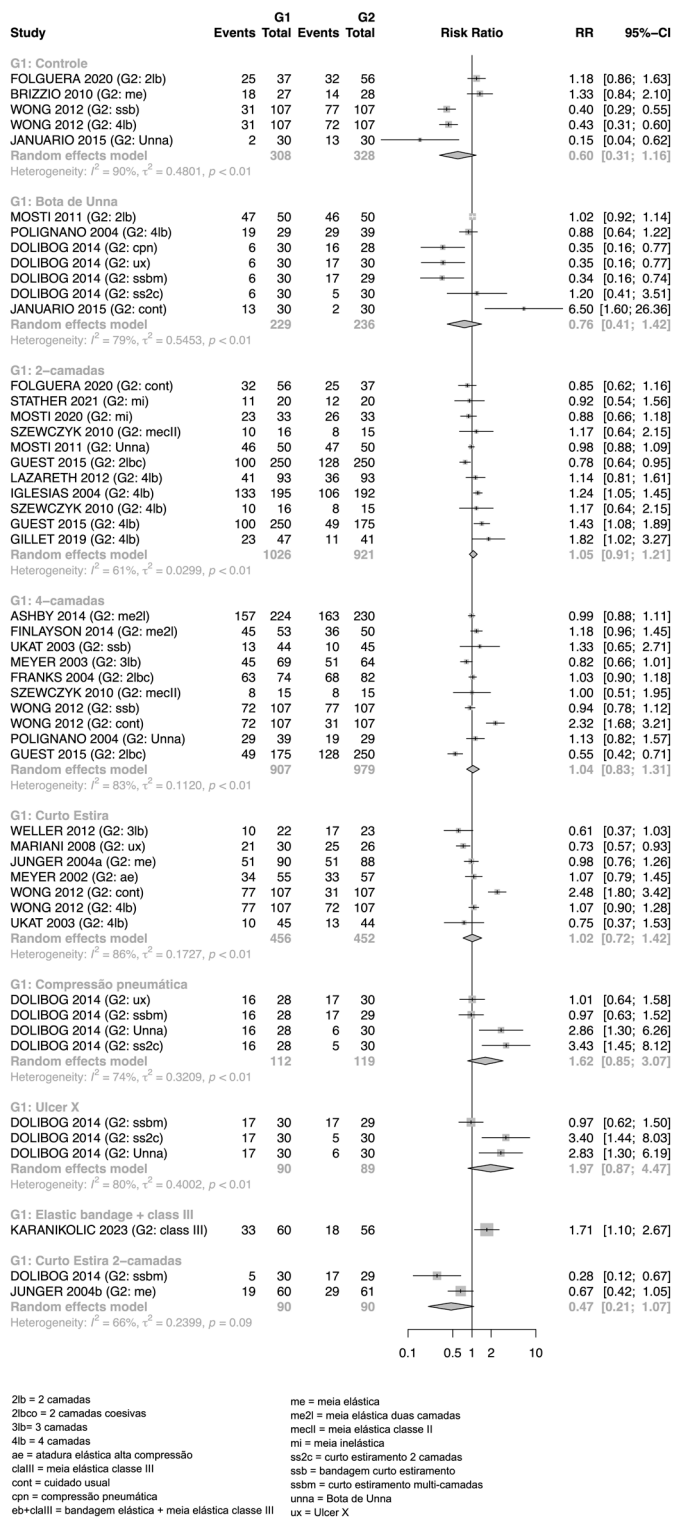 G1 G2
Study Events Total Events Total Risk Ratio RR 95%−CI
G1: Controle
FOLGUERA 2020 (G2: 2lb) 25 37 32 56 1.18 [0.86; 1.63]
BRIZZIO 2010 (G2: me) 18 27 14 28 1.33 [0.84; 2.10]
WONG 2012 (G2: ssb) 31 107 77 107 0.40 [0.29; 0.55]
WONG 2012 (G2: 4lb) 31 107 72 107 0.43 [0.31; 0.60]
JANUARIO 2015 (G2: Unna) 2 30 13 30 0.15 [0.04; 0.62]
Random effects model 308 328 0.60 [0.31; 1.16]
Heterogeneity: I² = 90%, τ² = 0.4801, p < 0.01
G1: Bota de Unna
MOSTI 2011 (G2: 2lb) 47 50 46 50 1.02 [0.92; 1.14]
POLIGNANO 2004 (G2: 4lb) 19 29 29 39 0.88 [0.64; 1.22]
DOLIBOG 2014 (G2: cpn) 6 30 16 28 0.35 [0.16; 0.77]
DOLIBOG 2014 (G2: ux) 6 30 17 30 0.35 [0.16; 0.77]
DOLIBOG 2014 (G2: ssbm) 6 30 17 29 0.34 [0.16; 0.74]
DOLIBOG 2014 (G2: ss2c) 6 30 5 30 1.20 [0.41; 3.51]
JANUARIO 2015 (G2: cont) 13 30 2 30 6.50 [1.60; 26.36]
Random effects model 229 236 0.76 [0.41; 1.42]
Heterogeneity: I² = 79%, τ² = 0.5453, p < 0.01
G1: 2−camadas
FOLGUERA 2020 (G2: cont) 32 56 25 37 0.85 [0.62; 1.16]
STATHER 2021 (G2: mi) 11 20 12 20 0.92 [0.54; 1.56]
MOSTI 2020 (G2: mi) 23 33 26 33 0.88 [0.66; 1.18]
SZEWCZYK 2010 (G2: mecII) 10 16 8 15 1.17 [0.64; 2.15]
MOSTI 2011 (G2: Unna) 46 50 47 50 0.98 [0.88; 1.09]
GUEST 2015 (G2: 2lbc) 100 250 128 250 0.78 [0.64; 0.95]
LAZARETH 2012 (G2: 4lb) 41 93 36 93 1.14 [0.81; 1.61]
IGLESIAS 2004 (G2: 4lb) 133 195 106 192 1.24 [1.05; 1.45]
SZEWCZYK 2010 (G2: 4lb) 10 16 8 15 1.17 [0.64; 2.15]
GUEST 2015 (G2: 4lb) 100 250 49 175 1.43 [1.08; 1.89]
GILLET 2019 (G2: 4lb) 23 47 11 41 1.82 [1.02; 3.27]
Random effects model 1026 921 1.05 [0.91; 1.21]
Heterogeneity: I² = 61%, τ² = 0.0299, p < 0.01
G1: 4−camadas
ASHBY 2014 (G2: me2l) 157 224 163 230 0.99 [0.88; 1.11]
FINLAYSON 2014 (G2: me2l) 45 53 36 50 1.18 [0.96; 1.45]
UKAT 2003 (G2: ssb) 13 44 10 45 1.33 [0.65; 2.71]
MEYER 2003 (G2: 3lb) 45 69 51 64 0.82 [0.66; 1.01]
FRANKS 2004 (G2: 2lbc) 63 74 68 82 1.03 [0.90; 1.18]
SZEWCZYK 2010 (G2: mecII) 8 15 8 15 1.00 [0.51; 1.95]
WONG 2012 (G2: ssb) 72 107 77 107 0.94 [0.78; 1.12]
WONG 2012 (G2: cont) 72 107 31 107 2.32 [1.68; 3.21]
POLIGNANO 2004 (G2: Unna) 29 39 19 29 1.13 [0.82; 1.57]
GUEST 2015 (G2: 2lbc) 49 175 128 250 0.55 [0.42; 0.71]
Random effects model 907 979 1.04 [0.83; 1.31]
Heterogeneity: I² = 83%, τ² = 0.1120, p < 0.01
G1: Curto Estira
WELLER 2012 (G2: 3lb) 10 22 17 23 0.61 [0.37; 1.03]
MARIANI 2008 (G2: ux) 21 30 25 26 0.73 [0.57; 0.93]
JUNGER 2004a (G2: me) 51 90 51 88 0.98 [0.76; 1.26]
MEYER 2002 (G2: ae) 34 55 33 57 1.07 [0.79; 1.45]
WONG 2012 (G2: cont) 77 107 31 107 2.48 [1.80; 3.42]
WONG 2012 (G2: 4lb) 77 107 72 107 1.07 [0.90; 1.28]
UKAT 2003 (G2: 4lb) 10 45 13 44 0.75 [0.37; 1.53]
Random effects model 456 452 1.02 [0.72; 1.42]
Heterogeneity: I² = 86%, τ² = 0.1727, p < 0.01
G1: Compressão pneumática
DOLIBOG 2014 (G2: ux) 16 28 17 30 1.01 [0.64; 1.58]
DOLIBOG 2014 (G2: ssbm) 16 28 17 29 0.97 [0.63; 1.52]
DOLIBOG 2014 (G2: Unna) 16 28 6 30 2.86 [1.30; 6.26]
DOLIBOG 2014 (G2: ss2c) 16 28 5 30 3.43 [1.45; 8.12]
Random effects model 112 119 1.62 [0.85; 3.07]
Heterogeneity: I² = 74%, τ² = 0.3209, p < 0.01
G1: Ulcer X
DOLIBOG 2014 (G2: ssbm) 17 30 17 29 0.97 [0.62; 1.50]
DOLIBOG 2014 (G2: ss2c) 17 30 5 30 3.40 [1.44; 8.03]
DOLIBOG 2014 (G2: Unna) 17 30 6 30 2.83 [1.30; 6.19]
Random effects model 90 89 1.97 [0.87; 4.47]
Heterogeneity: I² = 80%, τ² = 0.4002, p < 0.01
G1: Elastic bandage + class III
KARANIKOLIC 2023 (G2: class III) 33 60 18 56 1.71 [1.10; 2.67]
G1: Curto Estira 2−camadas
DOLIBOG 2014 (G2: ssbm) 5 30 17 29 0.28 [0.12; 0.67]
JUNGER 2004b (G2: me) 19 60 29 61 0.67 [0.42; 1.05]
Random effects model 90 90 0.47 [0.21; 1.07]
Heterogeneity: I² = 66%, τ² = 0.2399, p = 0.09
0.1 0.5 1 2 10
2lb = 2 camadas
2lbco = 2 camadas coesivas
3lb= 3 camadas
4lb = 4 camadas
ae = atadura elástica alta compressão
claIII = meia elástica classe III
cont = cuidado usual
cpn = compressão pneumática
eb+claIII = bandagem elástica + meia elástica classe III
me = meia elástica
me2l = meia elástica duas camadas
mecII = meia elástica classe II
mi = meia inelástica
ss2c = curto estiramento 2 camadas
ssb = bandagem curto estiramento
ssbm = curto estiramento multi-camadas
unna = Bota de Unna
ux = Ulcer X